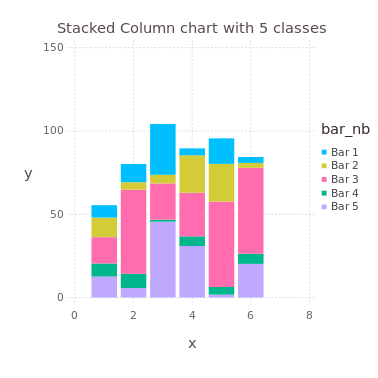 Stacked Column chart with 5 classes
150
100
50
0
y
0 2 4 6 8
x
bar_nb
Bar 1
Bar 2
Bar 3
Bar 4
Bar 5